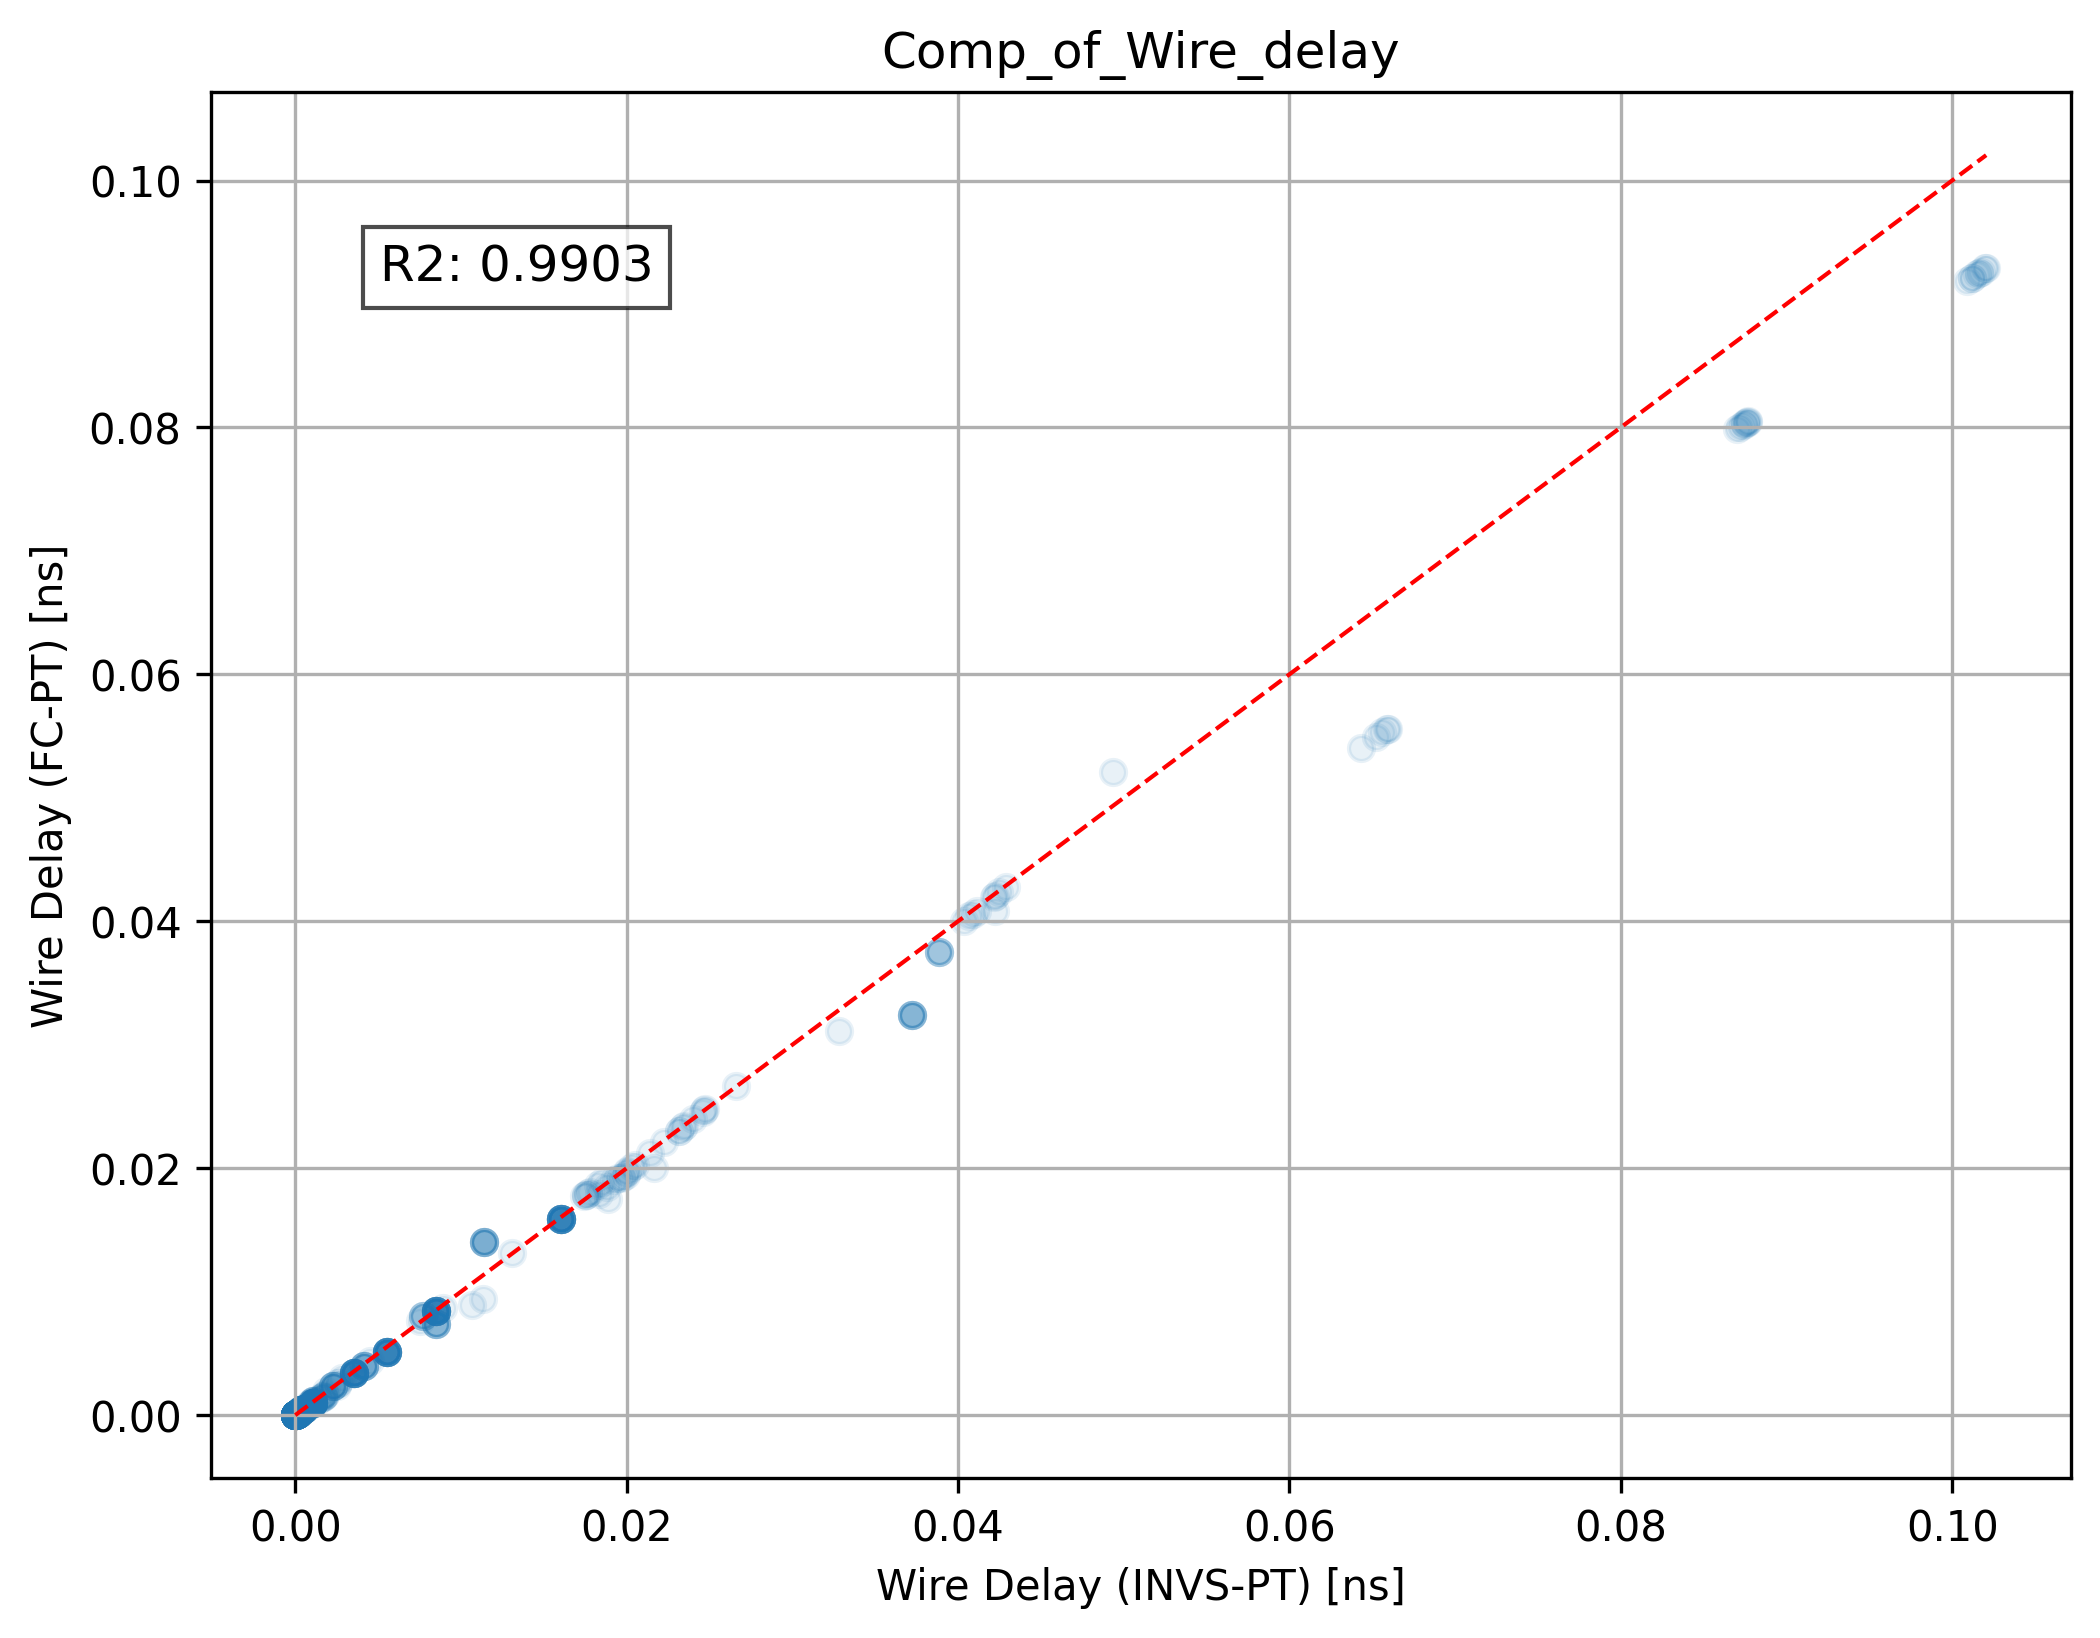 Comp_of_Wire_delay
R2: 0.9903
Wire Delay (FC-PT) [ns]
0.10
0.08
0.06
0.04
0.02
0.00
0.00 0.02 0.04 0.06 0.08 0.10
Wire Delay (INVS-PT) [ns]